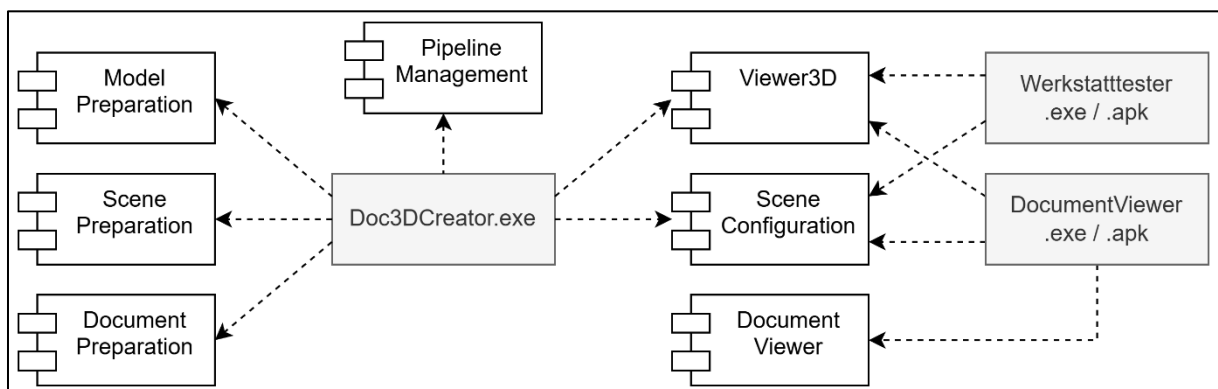 Model
Preparation
Pipeline
Management
Viewer3D
Werkstatttester
.exe / .apk
Scene
Preparation
Doc3DCreator.exe
Scene
Configuration
DocumentViewer
.exe / .apk
Document
Preparation
Document
Viewer